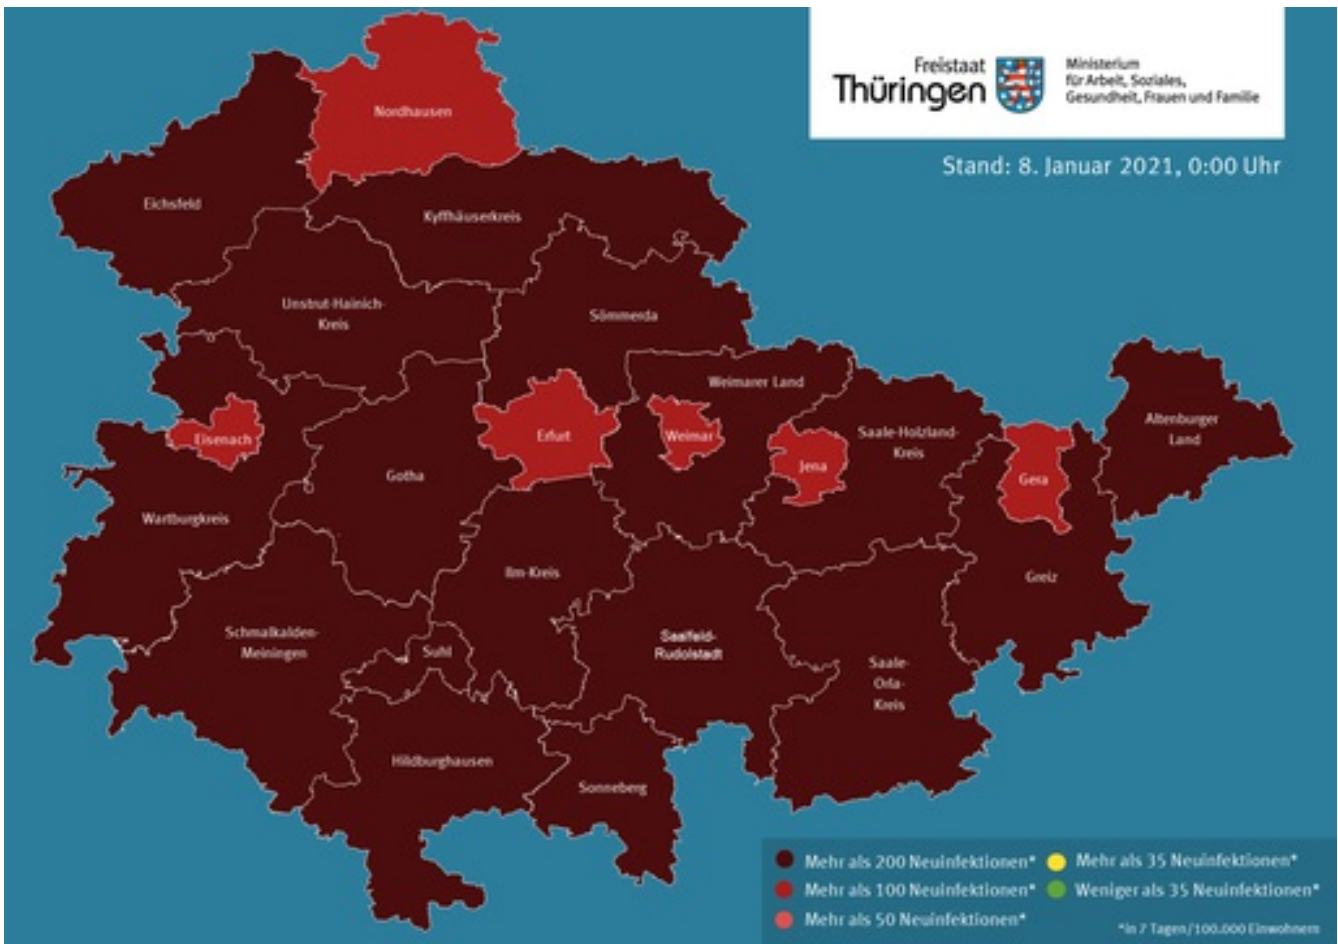 Freistaat
Thüringen
Ministerium
für Arbeit, Soziales,
Gesundheit, Frauen und Familie
Stand: 8. Januar 2021, 0:00 Uhr
Nordhausen
Eichsfeld
Kyffhäuserkreis
Unstrut-Hainich-
Kreis
Sömmerda
Weimarer Land
Eisenach
Erfurt
Weimar
Jena
Saale-Holzland-
Kreis
Gera
Altenburger
Land
Gotha
Wartburgkreis
Ilm-Kreis
Greiz
Schmalkalden-
Meiningen
Suhl
Saalfeld-
Rudolstadt
Saale-
Orla-
Kreis
Hildburghausen
Sonneberg
Mehr als 200 Neuinfektionen*
Mehr als 100 Neuinfektionen*
Mehr als 50 Neuinfektionen*
Mehr als 35 Neuinfektionen*
Weniger als 35 Neuinfektionen*
*in 7 Tagen/100.000 Einwohnern